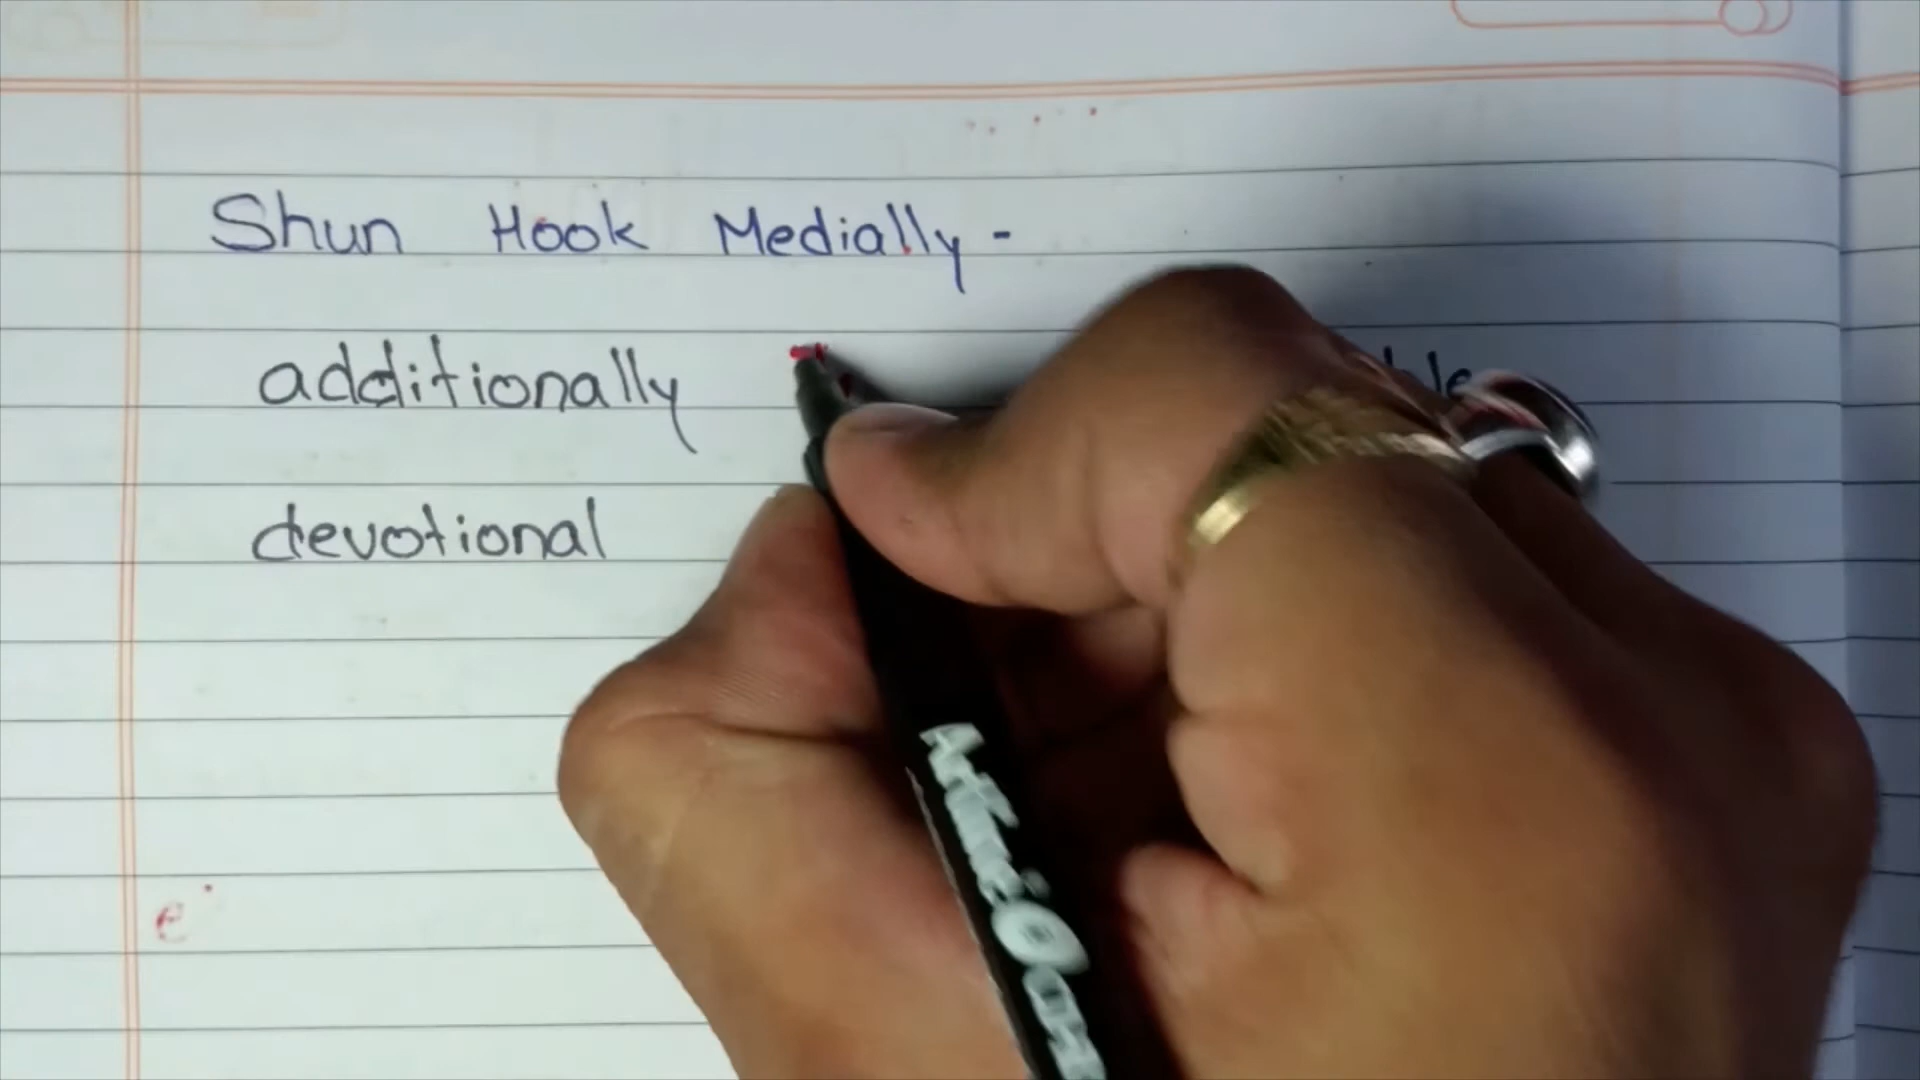 Shun Hook Medially -
additionally
devotional
e